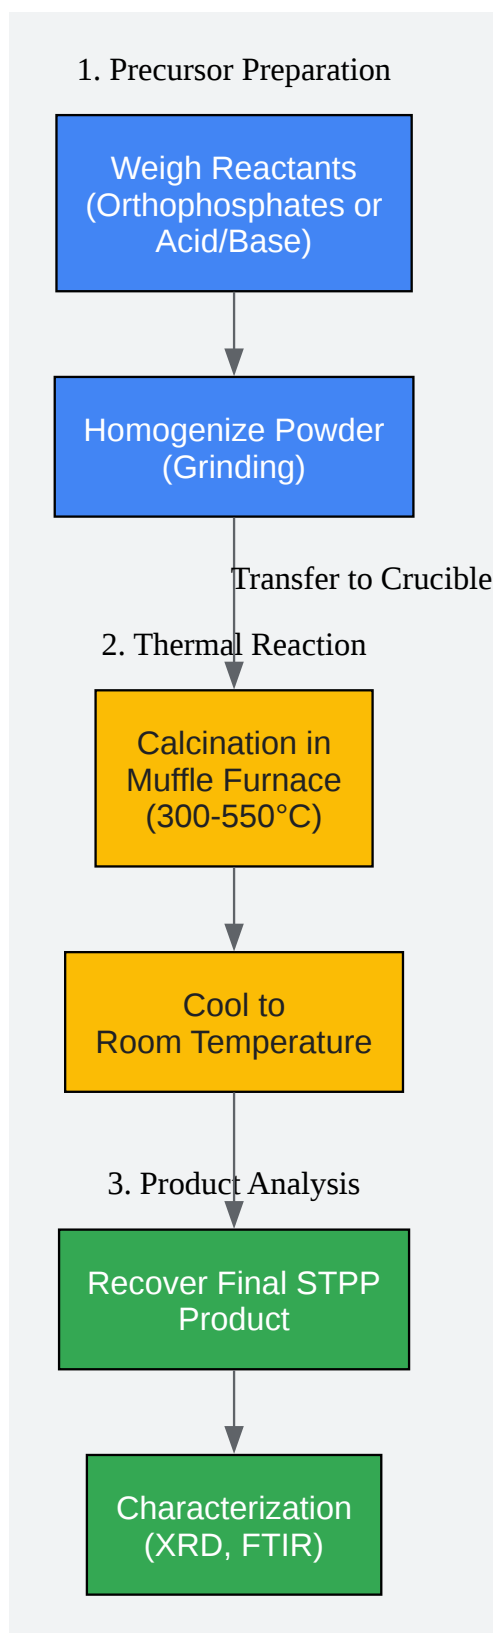 1. Precursor Preparation
Weigh Reactants
(Orthophosphates or
Acid/Base)
Homogenize Powder
(Grinding)
Transfer to Crucible
2. Thermal Reaction
Calcination in
Muffle Furnace
(300-550°C)
Cool to
Room Temperature
3. Product Analysis
Recover Final STPP
Product
Characterization
(XRD, FTIR)